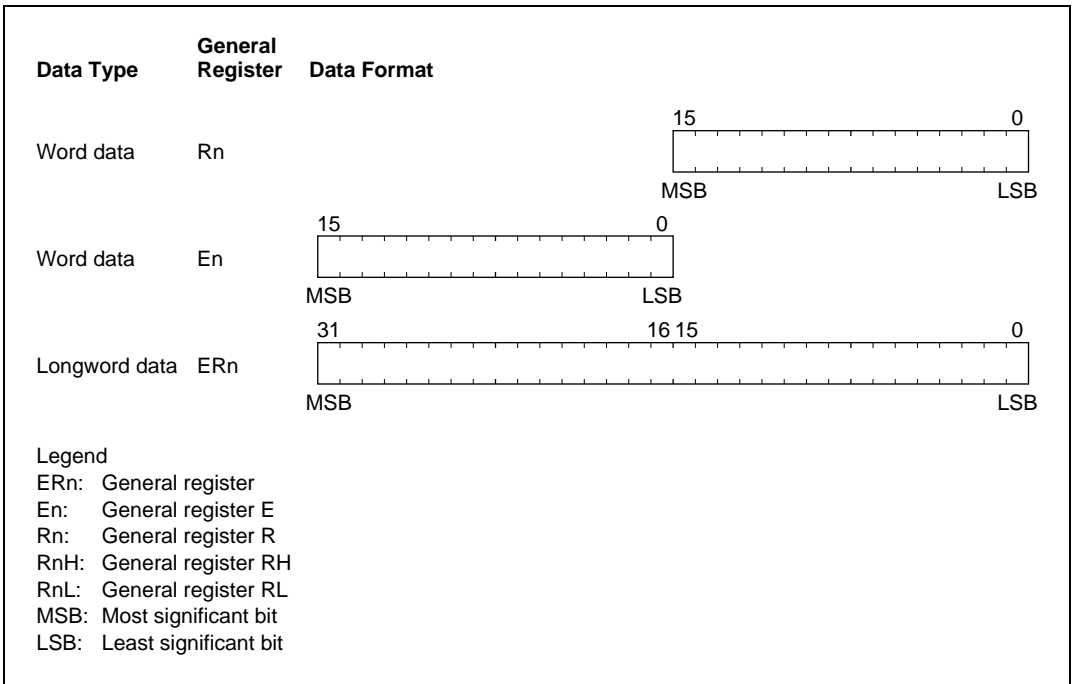 Data Type General Register Data Format
15 0
Word data Rn
MSB LSB
15 0
Word data En
MSB LSB
31 16 15 0
Longword data ERn
MSB LSB
Legend
ERn: General register
En: General register E
Rn: General register R
RnH: General register RH
RnL: General register RL
MSB: Most significant bit
LSB: Least significant bit